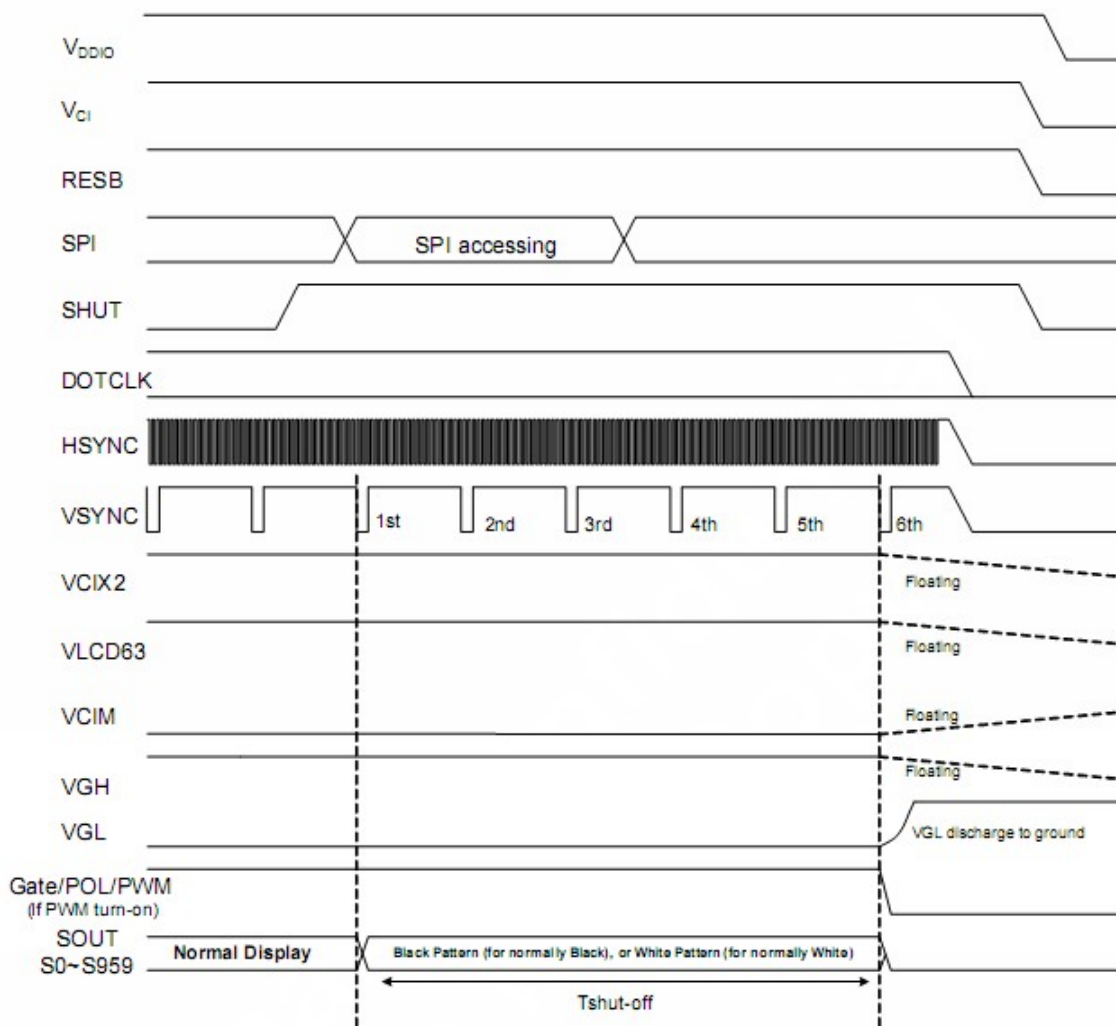 VDDIO
VCI
RESB
SPI
SPI accessing
SHUT
DOTCLK
HSYNC
VSYNC
1st
2nd
3rd
4th
5th
6th
VCIX2
Floating
VLCD63
Floating
VCIM
Floating
VGH
Floating
VGL
VGL discharge to ground
Gate/POL/PWM
(If PWM turn-on)
SOUT
S0~S959
Normal Display
Black Pattern (for normally Black), or White Pattern (for normally White)
Tshut-off